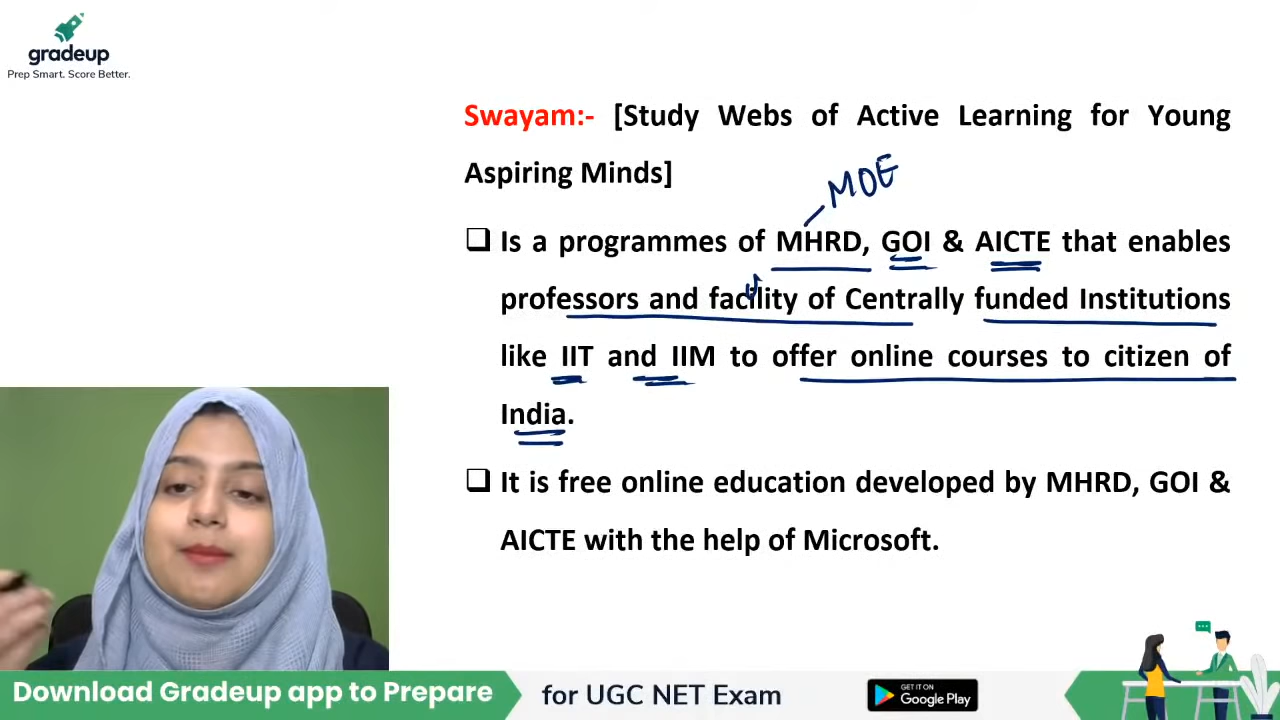 gradeup
Prep Smart. Score Better.
Swayam:- [Study Webs of Active Learning for Young
Aspiring Minds]
MOE
❑ Is a programmes of MHRD, GOI & AICTE that enables
professors and facility of Centrally funded Institutions
like IIT and IIM to offer online courses to citizen of
India.
❑ It is free online education developed by MHRD, GOI &
AICTE with the help of Microsoft.
Download Gradeup app to Prepare for UGC NET Exam
GET IT ON
Google Play